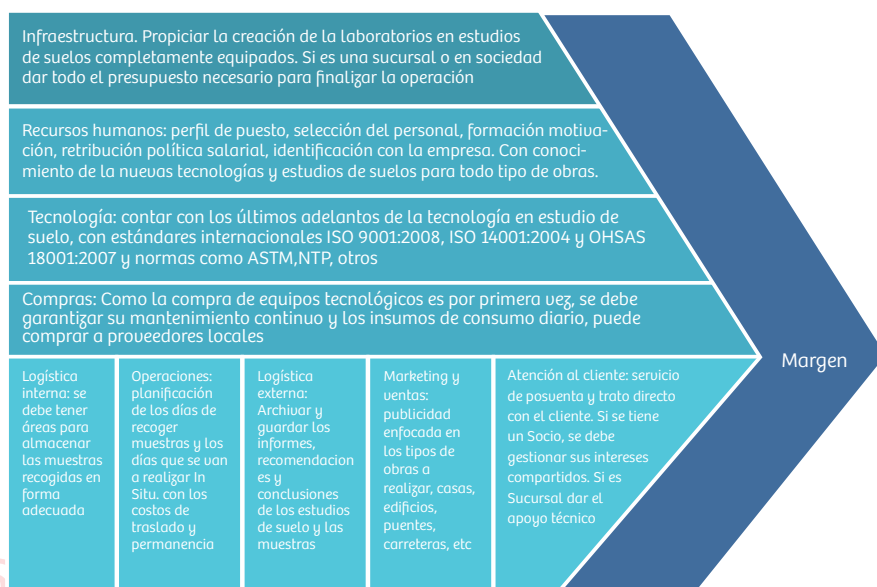 Infraestructura. Propiciar la creación de la laboratorios en estudios
de suelos completamente equipados. Si es una sucursal o en sociedad
dar todo el presupuesto necesario para finalizar la operación
Recursos humanos: perfil de puesto, selección del personal, formación motiva-
ción, retribución política salarial, identificación con la empresa. Con conoci-
miento de la nuevas tecnologías y estudios de suelos para todo tipo de obras.
Tecnología: contar con los últimos adelantos de la tecnología en estudio de
suelo, con estándares internacionales ISO 9001:2008, ISO 14001:2004 y OHSAS
18001:2007 y normas como ASTM,NTP, otros
Compras: Como la compra de equipos tecnológicos es por primera vez, se debe
garantizar su mantenimiento continuo y los insumos de consumo diario, puede
comprar a proveedores locales
Logística
interna: se
debe tener
áreas para
almacenar
las muestras
recogidas en
forma
adecuada
Operaciones:
planificación
de los días de
recoger
muestras y los
días que se van
a realizar In
Situ. con los
costos de
traslado y
permanencia
Logística
externa:
Archivar y
guardar los
informes,
recomendacion
es y
conclusiones
de los estudios
de suelo y las
muestras
Marketing y
ventas:
publicidad
enfocada en
los tipos de
obras a
realizar, casas,
edificios,
puentes,
carreteras, etc
Atención al cliente: servicio
de posventa y trato directo
con el cliente. Si se tiene
un Socio, se debe
gestionar sus intereses
compartidos. Si es
Sucursal dar el
apoyo técnico
Margen